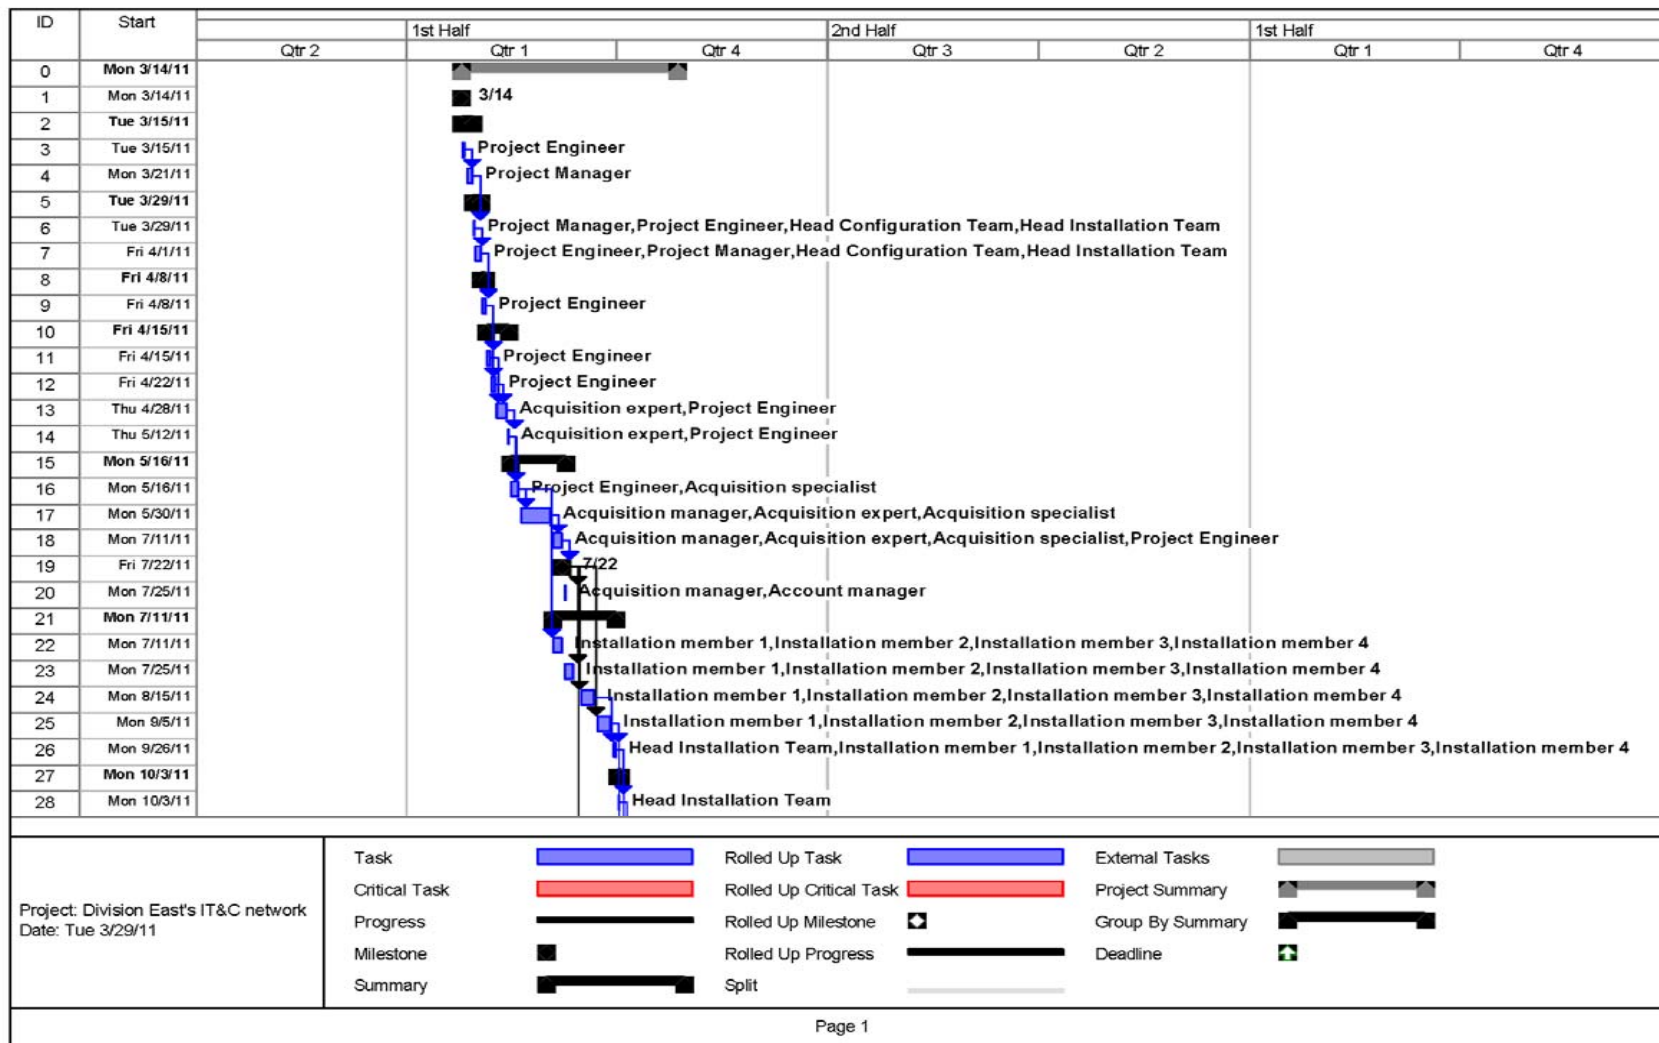 ID Start
1st Half 2nd Half 1st Half
Qtr 2 Qtr 1 Qtr 4 Qtr 3 Qtr 2 Qtr 1 Qtr 4
0 Mon 3/14/11
1 Mon 3/14/11 3/14
2 Tue 3/15/11
3 Tue 3/15/11 Project Engineer
4 Mon 3/21/11 Project Manager
5 Tue 3/29/11
6 Tue 3/29/11 Project Manager,Project Engineer,Head Configuration Team,Head Installation Team
7 Fri 4/1/11 Project Engineer,Project Manager,Head Configuration Team,Head Installation Team
8 Fri 4/8/11
9 Fri 4/8/11 Project Engineer
10 Fri 4/15/11
11 Fri 4/15/11 Project Engineer
12 Fri 4/22/11 Project Engineer
13 Thu 4/28/11 Acquisition expert,Project Engineer
14 Thu 5/12/11 Acquisition expert,Project Engineer
15 Mon 5/16/11
16 Mon 5/16/11 Project Engineer,Acquisition specialist
17 Mon 5/30/11 Acquisition manager,Acquisition expert,Acquisition specialist
18 Mon 7/11/11 Acquisition manager,Acquisition expert,Acquisition specialist,Project Engineer
19 Fri 7/22/11 7/22
20 Mon 7/25/11 Acquisition manager,Account manager
21 Mon 7/11/11
22 Mon 7/11/11 Installation member 1,Installation member 2,Installation member 3,Installation member 4
23 Mon 7/25/11 Installation member 1,Installation member 2,Installation member 3,Installation member 4
24 Mon 8/15/11 Installation member 1,Installation member 2,Installation member 3,Installation member 4
25 Mon 9/5/11 Installation member 1,Installation member 2,Installation member 3,Installation member 4
26 Mon 9/26/11 Head Installation Team,Installation member 1,Installation member 2,Installation member 3,Installation member 4
27 Mon 10/3/11
28 Mon 10/3/11 Head Installation Team
Project: Division East's IT&C network
Date: Tue 3/29/11
Task Rolled Up Task External Tasks
Critical Task Rolled Up Critical Task Project Summary
Progress Rolled Up Milestone Group By Summary
Milestone Rolled Up Progress Deadline
Summary Split
Page 1